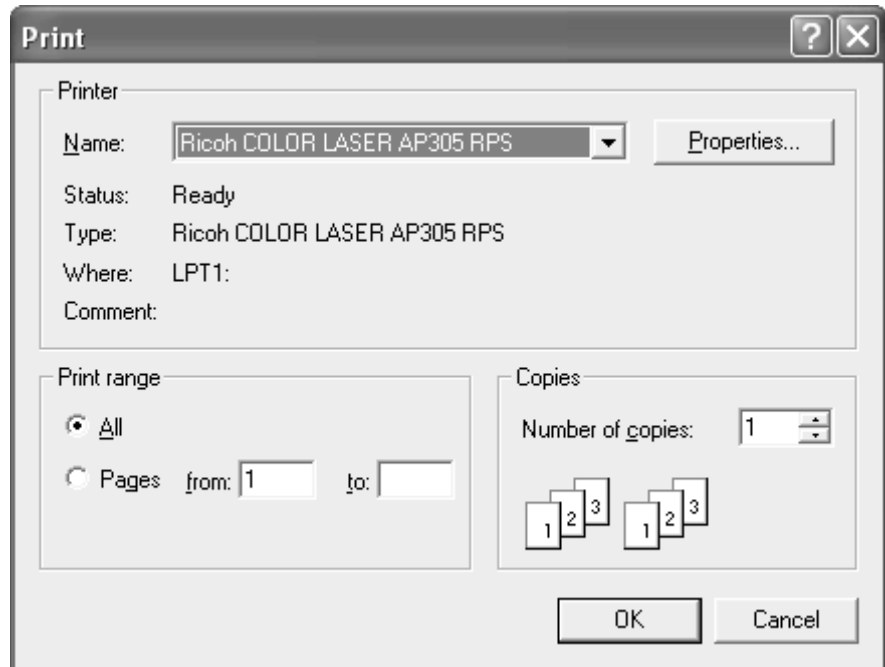 Print
Printer
Name: Ricoh COLOR LASER AP305 RPS Properties...
Status: Ready
Type: Ricoh COLOR LASER AP305 RPS
Where: LPT1:
Comment:
Print range
All
Pages from: 1 to:
Copies
Number of copies: 1
1 2 3 1 2 3
OK Cancel